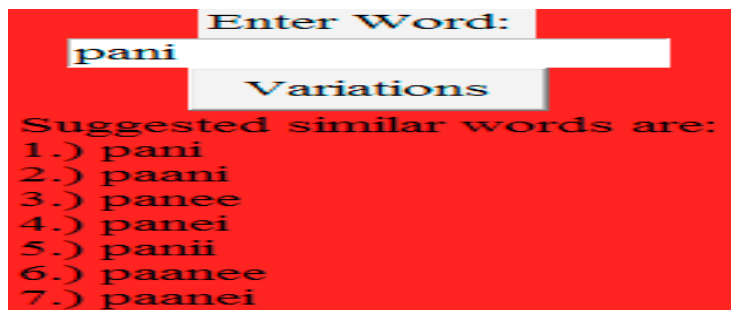 Enter Word:
pani
Variations
Suggested similar words are:
1.) pani
2.) paani
3.) panee
4.) panei
5.) panii
6.) paanee
7.) paanei